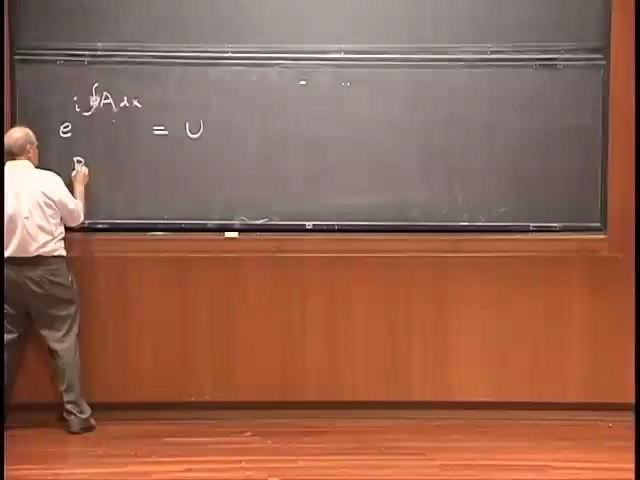 e^{i∮A dx} = U
P